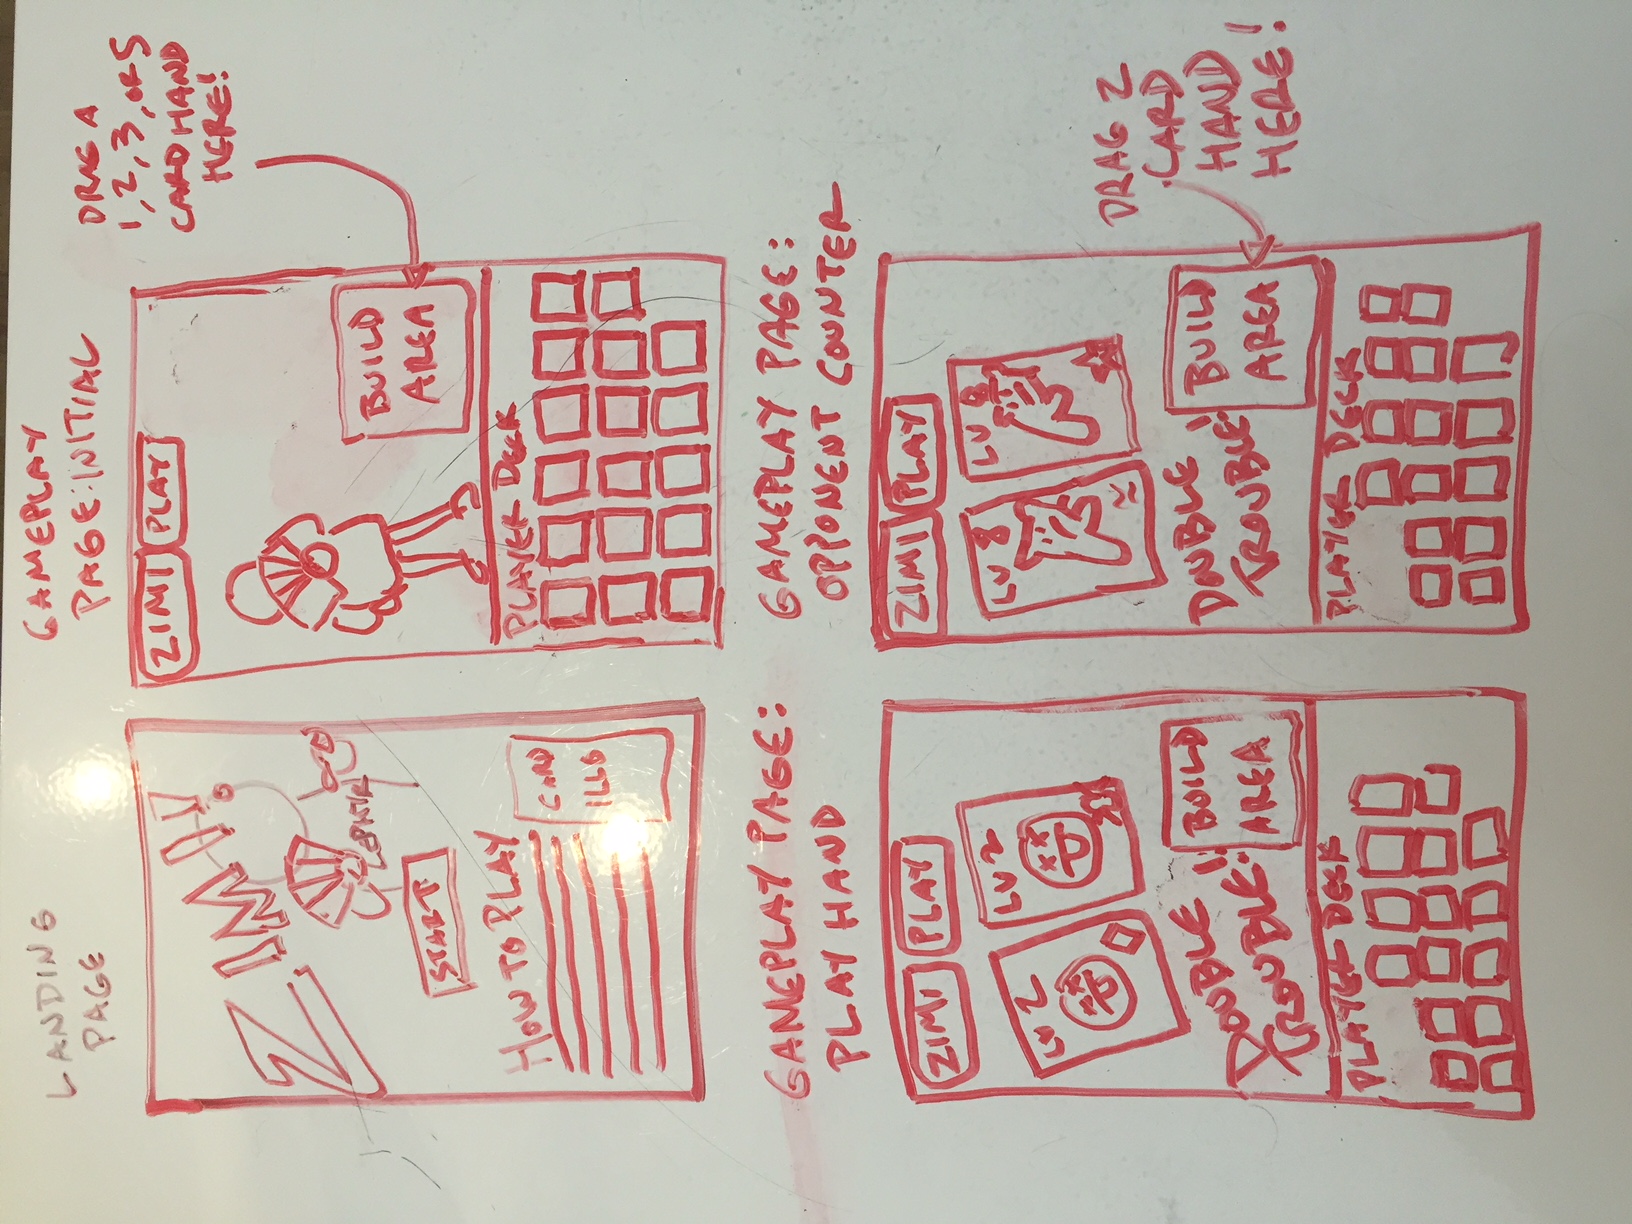 LANDING
PAGE
ZIMI!
ZEPHYR
START
HOW TO PLAY
CARD
ILLO
GAMEPLAY
PAGE: INITIAL
DRAG A
1, 2, 3, OR 5
CARD HAND
HERE!
ZIMI
PLAY
BUILD
AREA
PLAYER DECK
GAMEPLAY PAGE:
PLAY HAND
ZIMI
PLAY
LV 2
LV 2
DOUBLE
TROUBLE!!
BUILD
AREA
PLAYER DECK
GAMEPLAY PAGE:
OPPONENT COUNTER
ZIMI
PLAY
LV 8
LV 8
DOUBLE
TROUBLE!
BUILD
AREA
DRAG 2
CARD
HAND
HERE!
PLAYER DECK